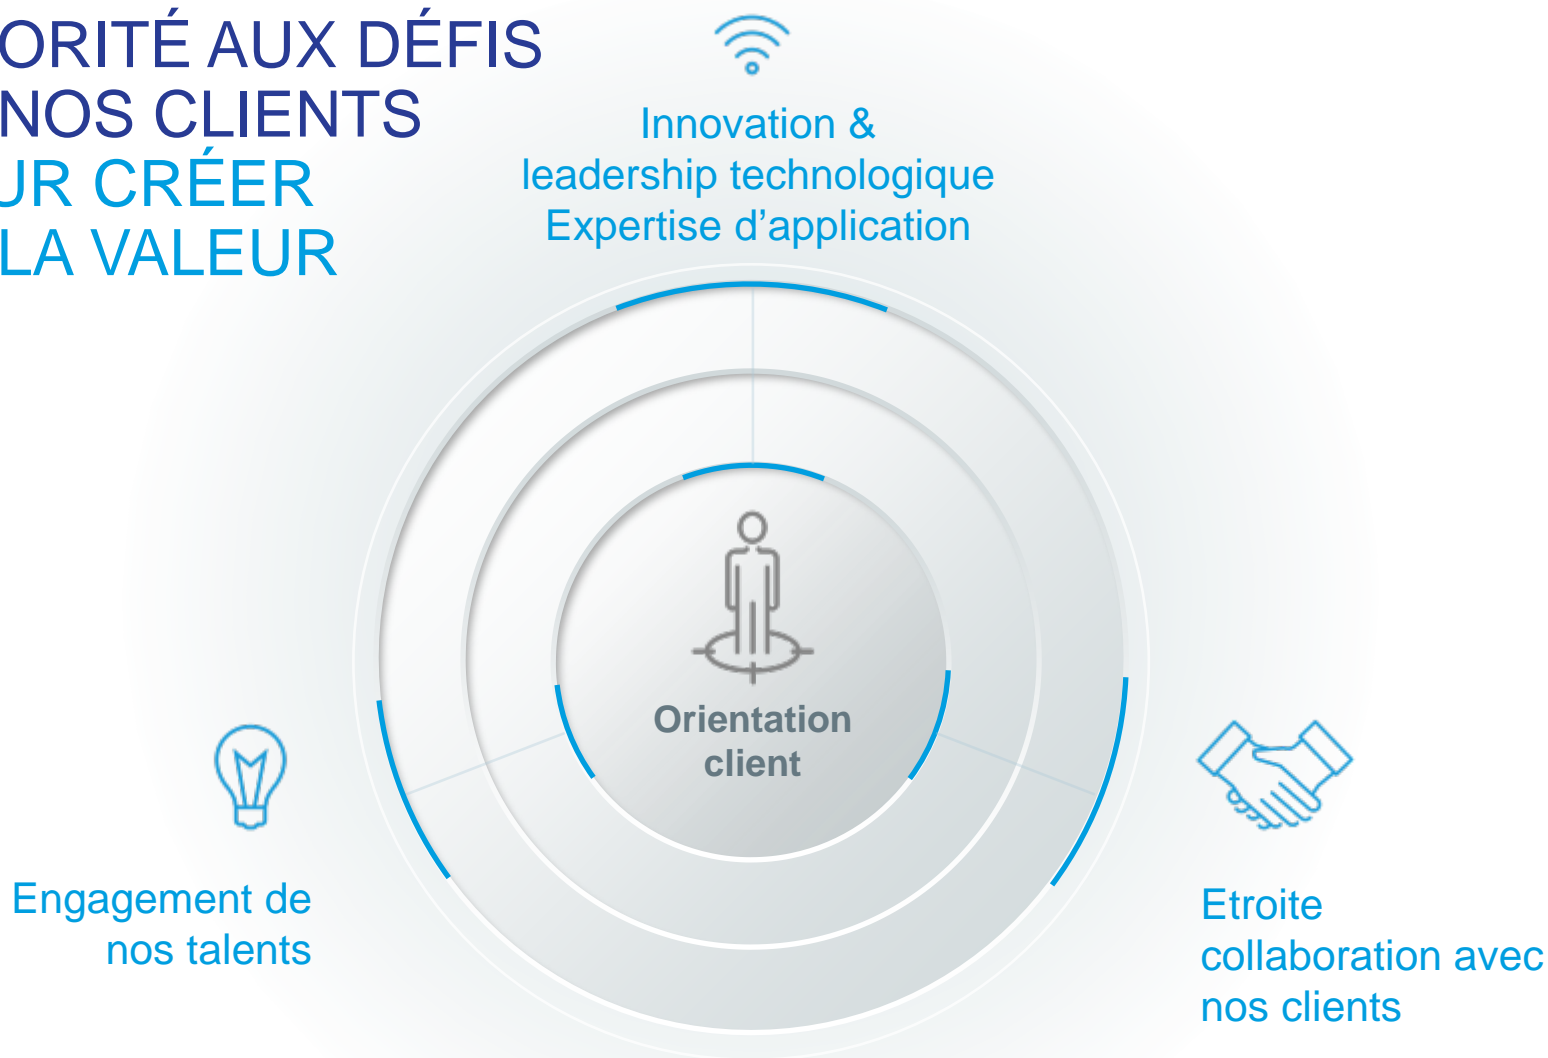 ORITÉ AUX DÉFIS
NOS CLIENTS
UR CRÉER
LA VALEUR
Innovation &
leadership technologique
Expertise d’application
Orientation
client
Engagement de
nos talents
Etroite
collaboration avec
nos clients